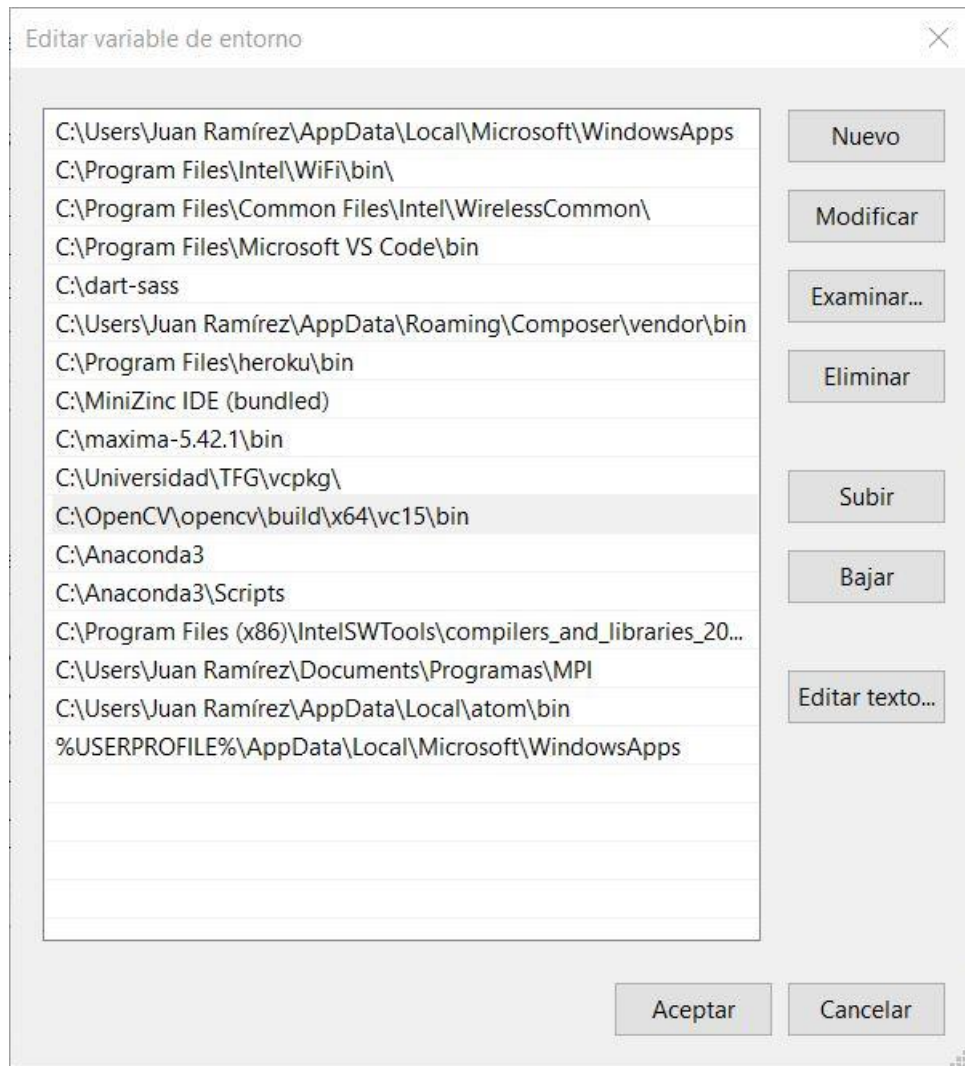 Editar variable de entorno
C:\Users\Juan Ramírez\AppData\Local\Microsoft\WindowsApps
C:\Program Files\Intel\WiFi\bin\
C:\Program Files\Common Files\Intel\WirelessCommon\
C:\Program Files\Microsoft VS Code\bin
C:\dart-sass
C:\Users\Juan Ramírez\AppData\Roaming\Composer\vendor\bin
C:\Program Files\heroku\bin
C:\MiniZinc IDE (bundled)
C:\maxima-5.42.1\bin
C:\Universidad\TFG\vcpkg\
C:\OpenCV\opencv\build\x64\vc15\bin
C:\Anaconda3
C:\Anaconda3\Scripts
C:\Program Files (x86)\IntelSWTools\compilers_and_libraries_20...
C:\Users\Juan Ramírez\Documents\Programas\MPI
C:\Users\Juan Ramírez\AppData\Local\atom\bin
%USERPROFILE%\AppData\Local\Microsoft\WindowsApps
Nuevo
Modificar
Examinar...
Eliminar
Subir
Bajar
Editar texto...
Aceptar
Cancelar